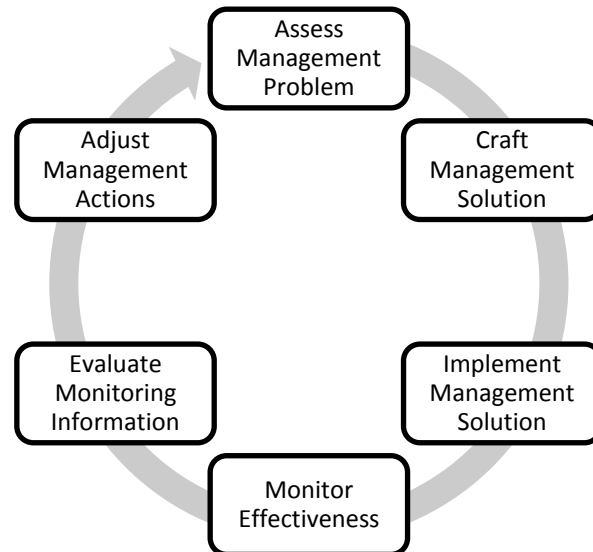 Assess
Management
Problem
Craft
Management
Solution
Implement
Management
Solution
Monitor
Effectiveness
Evaluate
Monitoring
Information
Adjust
Management
Actions